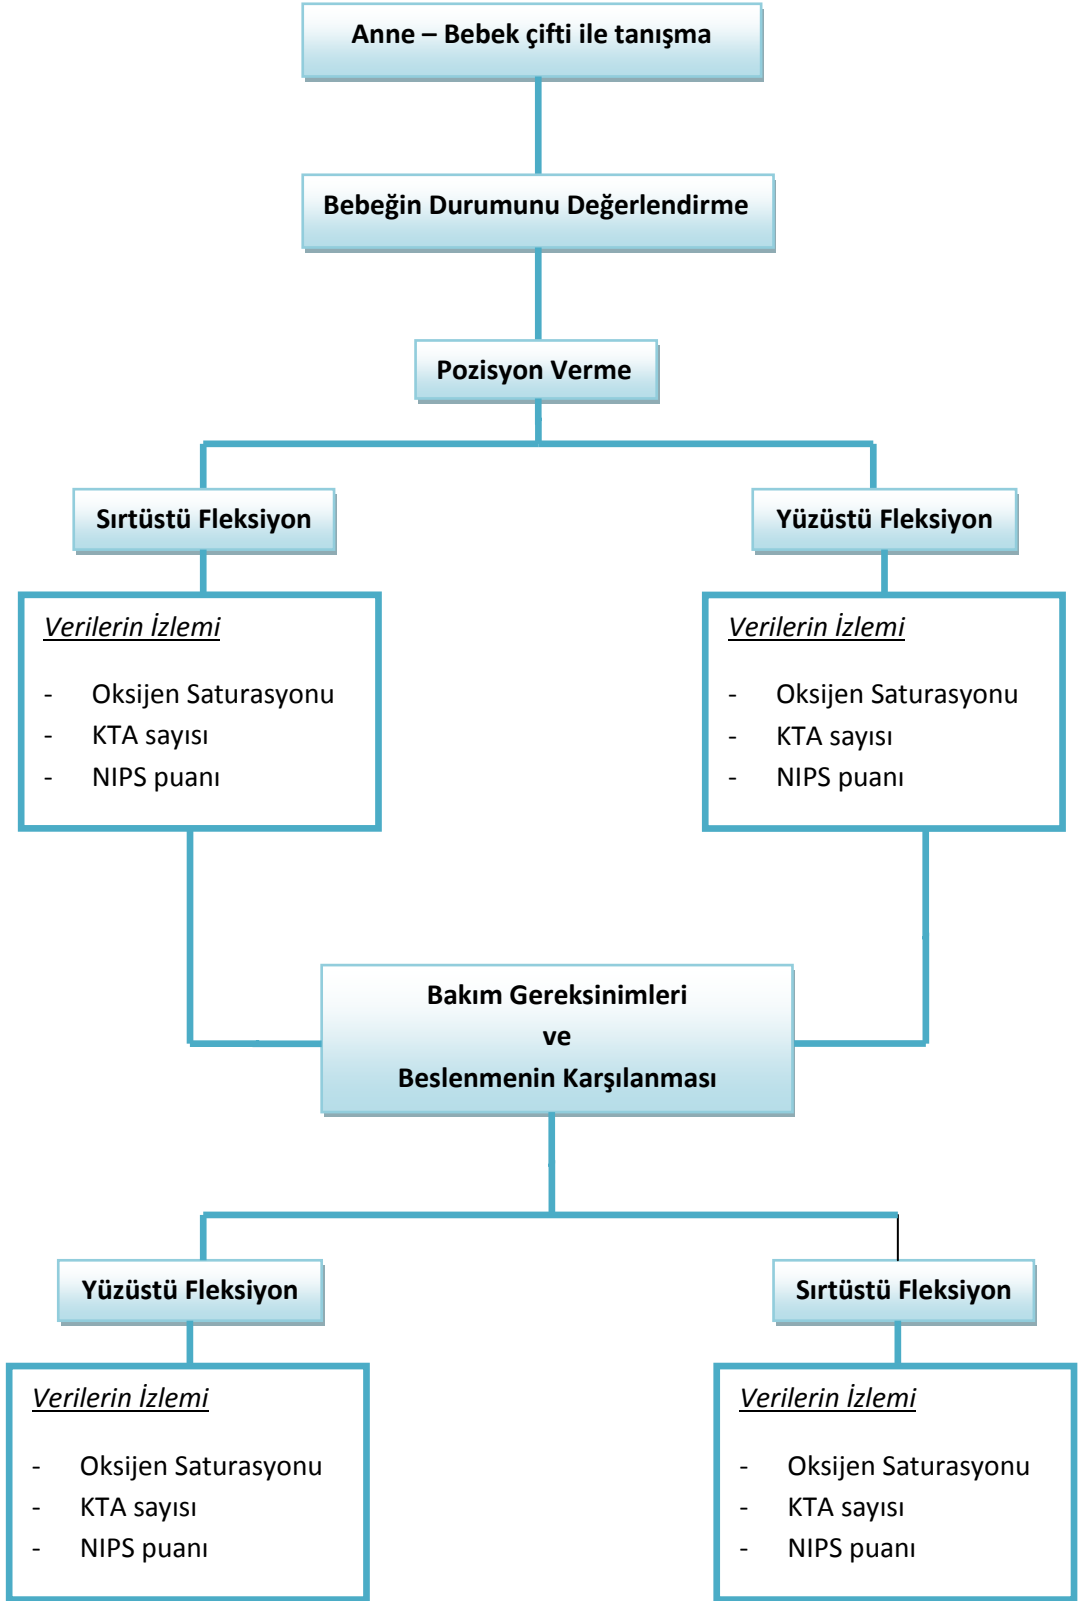 Anne – Bebek çifti ile tanışma
Bebeğin Durumunu Değerlendirme
Pozisyon Verme
Sırtüstü Fleksiyon
Yüzüstü Fleksiyon
Verilerin İzlemi
- Oksijen Saturasyonu
- KTA sayısı
- NIPS puanı
Verilerin İzlemi
- Oksijen Saturasyonu
- KTA sayısı
- NIPS puanı
Bakım Gereksinimleri
ve
Beslenmenin Karşılanması
Yüzüstü Fleksiyon
Sırtüstü Fleksiyon
Verilerin İzlemi
- Oksijen Saturasyonu
- KTA sayısı
- NIPS puanı
Verilerin İzlemi
- Oksijen Saturasyonu
- KTA sayısı
- NIPS puanı